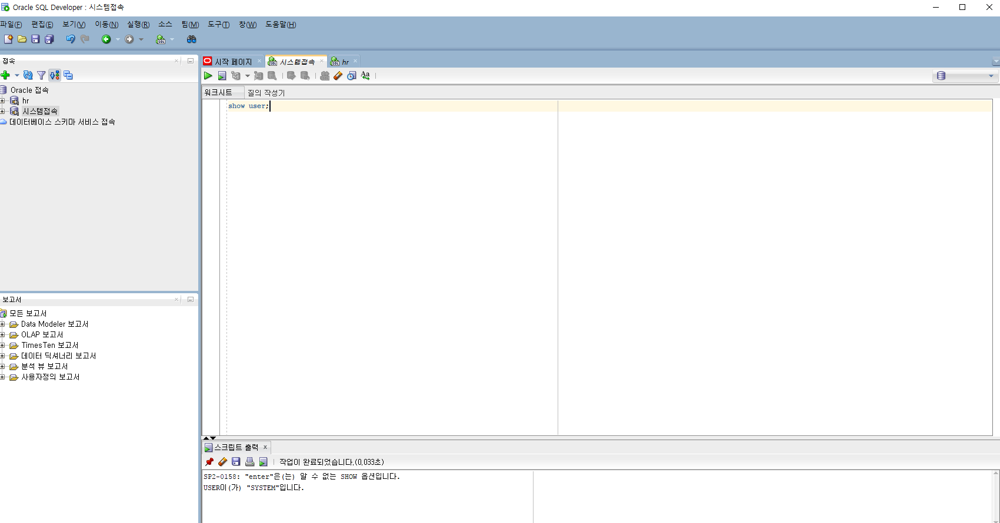 Oracle SQL Developer : 시스템접속
파일(F) 편집(E) 보기(V) 이동(N) 실행(R) 소스 팀(M) 도구(T) 창(W) 도움말(H)
접속
Oracle 접속
hr
시스템접속
데이터베이스 스키마 서비스 접속
보고서
모든 보고서
Data Modeler 보고서
OLAP 보고서
TimesTen 보고서
데이터 딕셔너리 보고서
분석 뷰 보고서
사용자정의 보고서
시작 페이지 시스템접속 hr
워크시트 질의 작성기
show user;
스크립트 출력
작업이 완료되었습니다.(0,033초)
SP2-0158: "enter"은(는) 알 수 없는 SHOW 옵션입니다.
USER이(가) "SYSTEM"입니다.